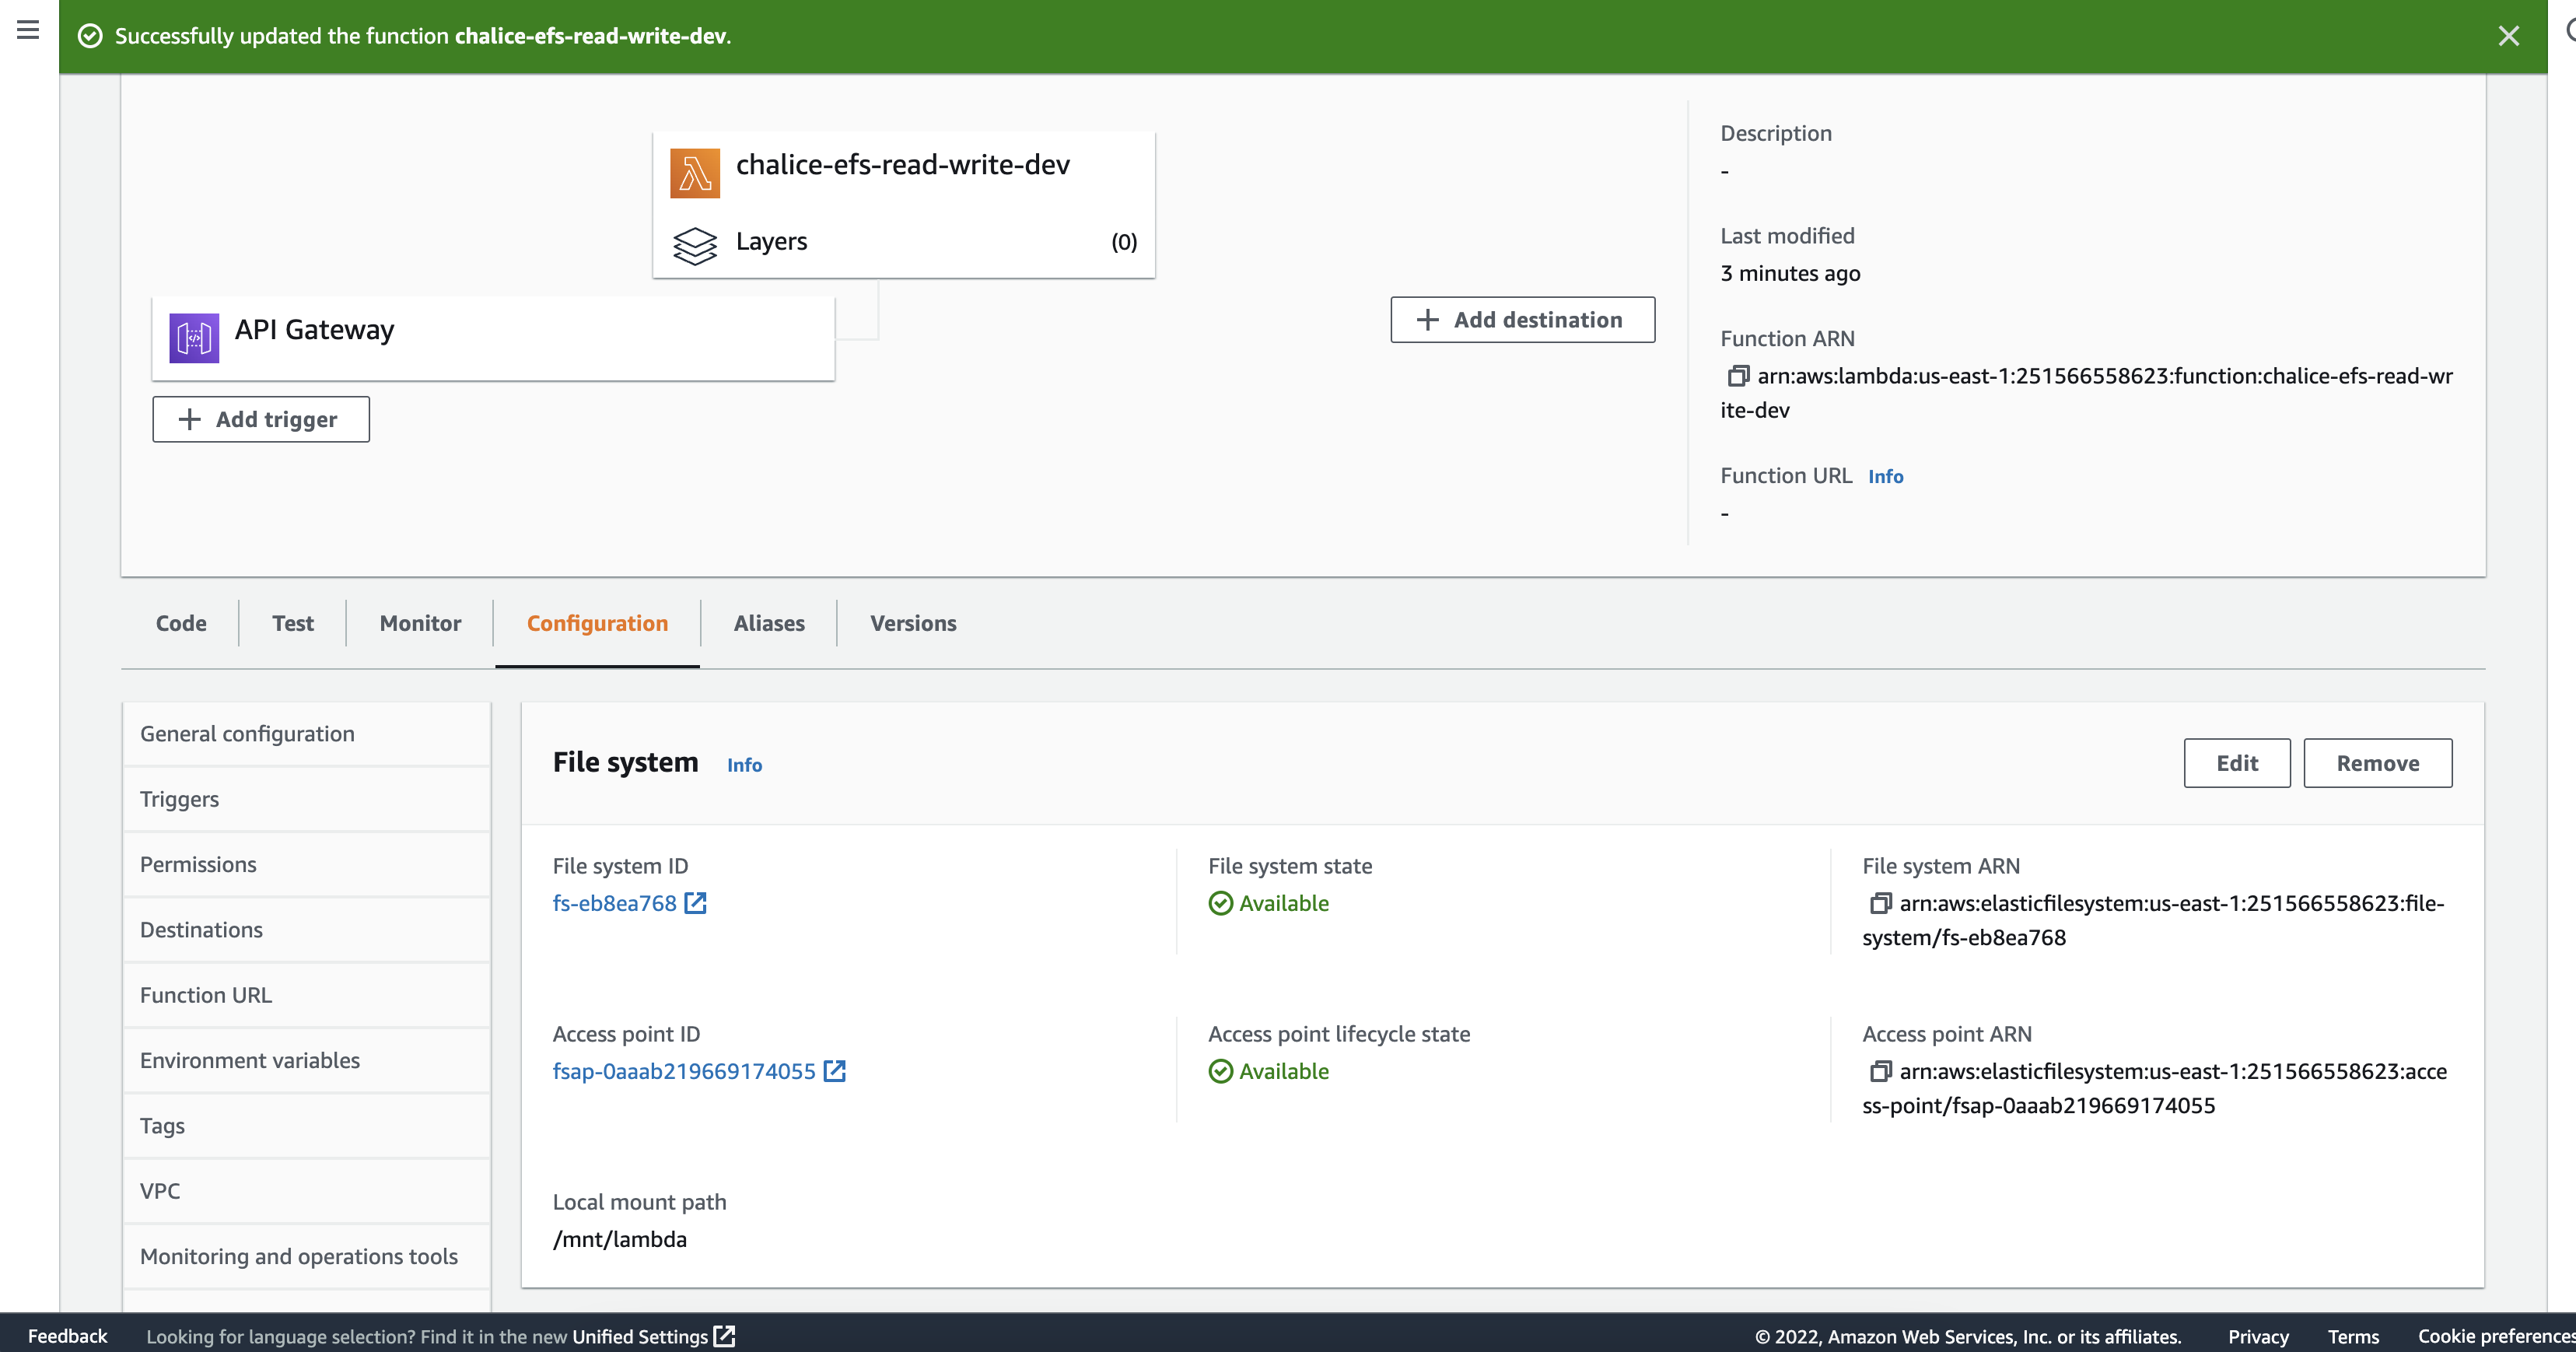 Successfully updated the function chalice-efs-read-write-dev.
chalice-efs-read-write-dev
Layers (0)
API Gateway
+ Add trigger
+ Add destination
Description
-
Last modified
3 minutes ago
Function ARN
arn:aws:lambda:us-east-1:251566558623:function:chalice-efs-read-wr
ite-dev
Function URL Info
-
Code Test Monitor Configuration Aliases Versions
General configuration
Triggers
Permissions
Destinations
Function URL
Environment variables
Tags
VPC
Monitoring and operations tools
File system Info
Edit Remove
File system ID
fs-eb8ea768
File system state
Available
File system ARN
arn:aws:elasticfilesystem:us-east-1:251566558623:file-
system/fs-eb8ea768
Access point ID
fsap-0aaab219669174055
Access point lifecycle state
Available
Access point ARN
arn:aws:elasticfilesystem:us-east-1:251566558623:acce
ss-point/fsap-0aaab219669174055
Local mount path
/mnt/lambda
Feedback Looking for language selection? Find it in the new Unified Settings © 2022, Amazon Web Services, Inc. or its affiliates. Privacy Terms Cookie preferences